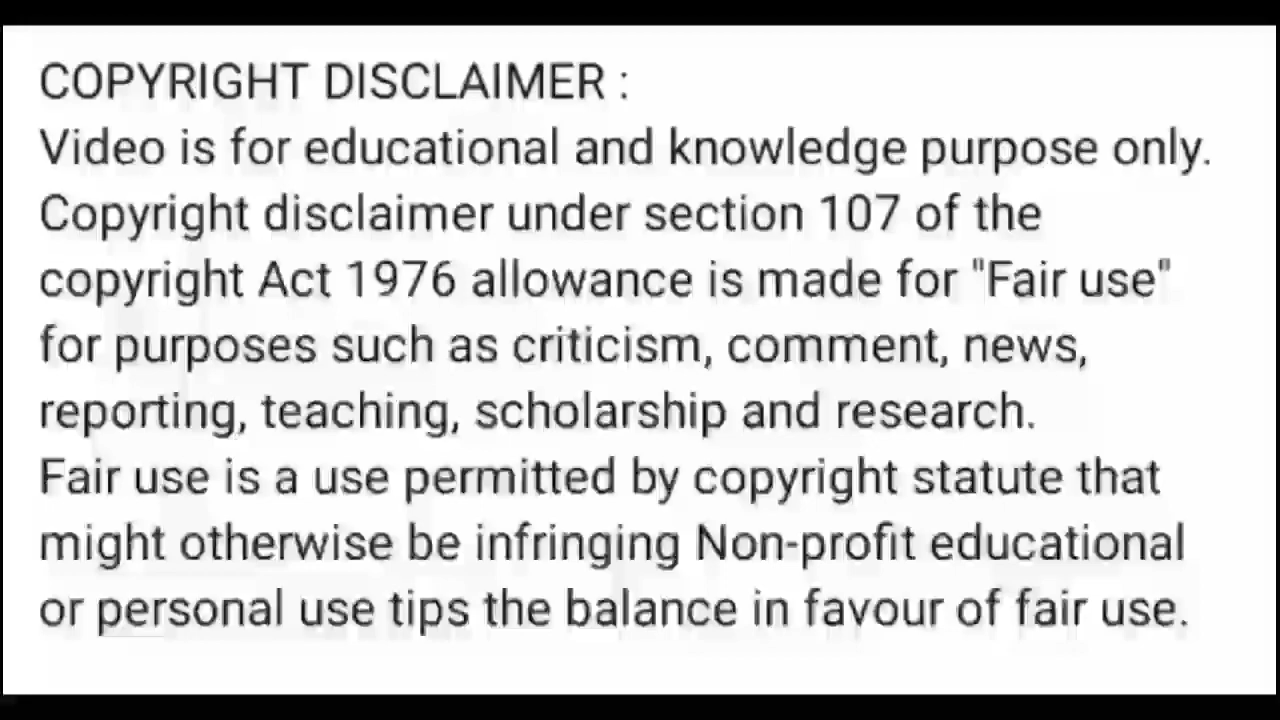 COPYRIGHT DISCLAIMER :
Video is for educational and knowledge purpose only.
Copyright disclaimer under section 107 of the
copyright Act 1976 allowance is made for "Fair use"
for purposes such as criticism, comment, news,
reporting, teaching, scholarship and research.
Fair use is a use permitted by copyright statute that
might otherwise be infringing Non-profit educational
or personal use tips the balance in favour of fair use.